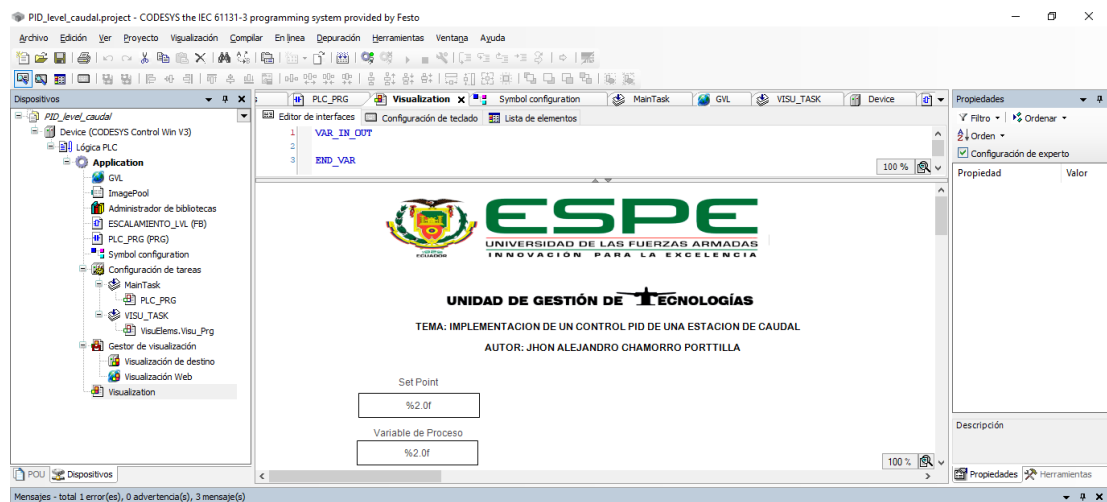 PID_level_caudal.project - CODESYS the IEC 61131-3 programming system provided by Festo
Archivo Edición Ver Proyecto Visualización Compilar En línea Depuración Herramientas Ventana Ayuda
Dispositivos
PID_level_caudal
Device (CODESYS Control Win V3)
Lógica PLC
Application
GVL
ImagePool
Administrador de bibliotecas
ESCALAMIENTO_LVL (FB)
PLC_PRG (PRG)
Symbol configuration
Configuración de tareas
MainTask
PLC_PRG
VISU_TASK
VisuElems.Visu_Prg
Gestor de visualización
Visualización de destino
Visualización Web
Visualization
POU Dispositivos
PLC_PRG Visualization Symbol configuration MainTask GVL VISU_TASK Device
Editor de interfaces Configuración de teclado Lista de elementos
1 VAR_IN_OUT
2
3 END_VAR
100 %
ESPE
UNIVERSIDAD DE LAS FUERZAS ARMADAS
INNOVACIÓN PARA LA EXCELENCIA
ECUADOR
UNIDAD DE GESTIÓN DE TECNOLOGÍAS
TEMA: IMPLEMENTACION DE UN CONTROL PID DE UNA ESTACION DE CAUDAL
AUTOR: JHON ALEJANDRO CHAMORRO PORTTILLA
Set Point
%2.0f
Variable de Proceso
%2.0f
100 %
Propiedades
Filtro Ordenar
Orden
Configuración de experto
Propiedad Valor
Descripción
Propiedades Herramientas
Mensajes - total 1 error(es), 0 advertencia(s), 3 mensaje(s)